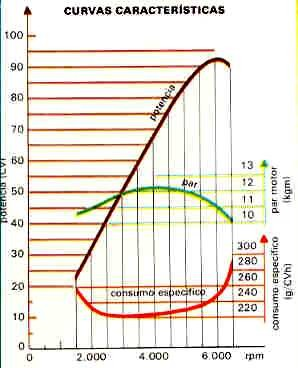 CURVAS CARACTERÍSTICAS
100
90
80
70
60
50
40
30
20
10
0
potencia (CV)
potencia
par
13
12
11
10
par motor
(kgm)
300
280
260
240
220
consumo específico
(g/CVh)
consumo específico
0
2.000
4.000
6.000
rpm